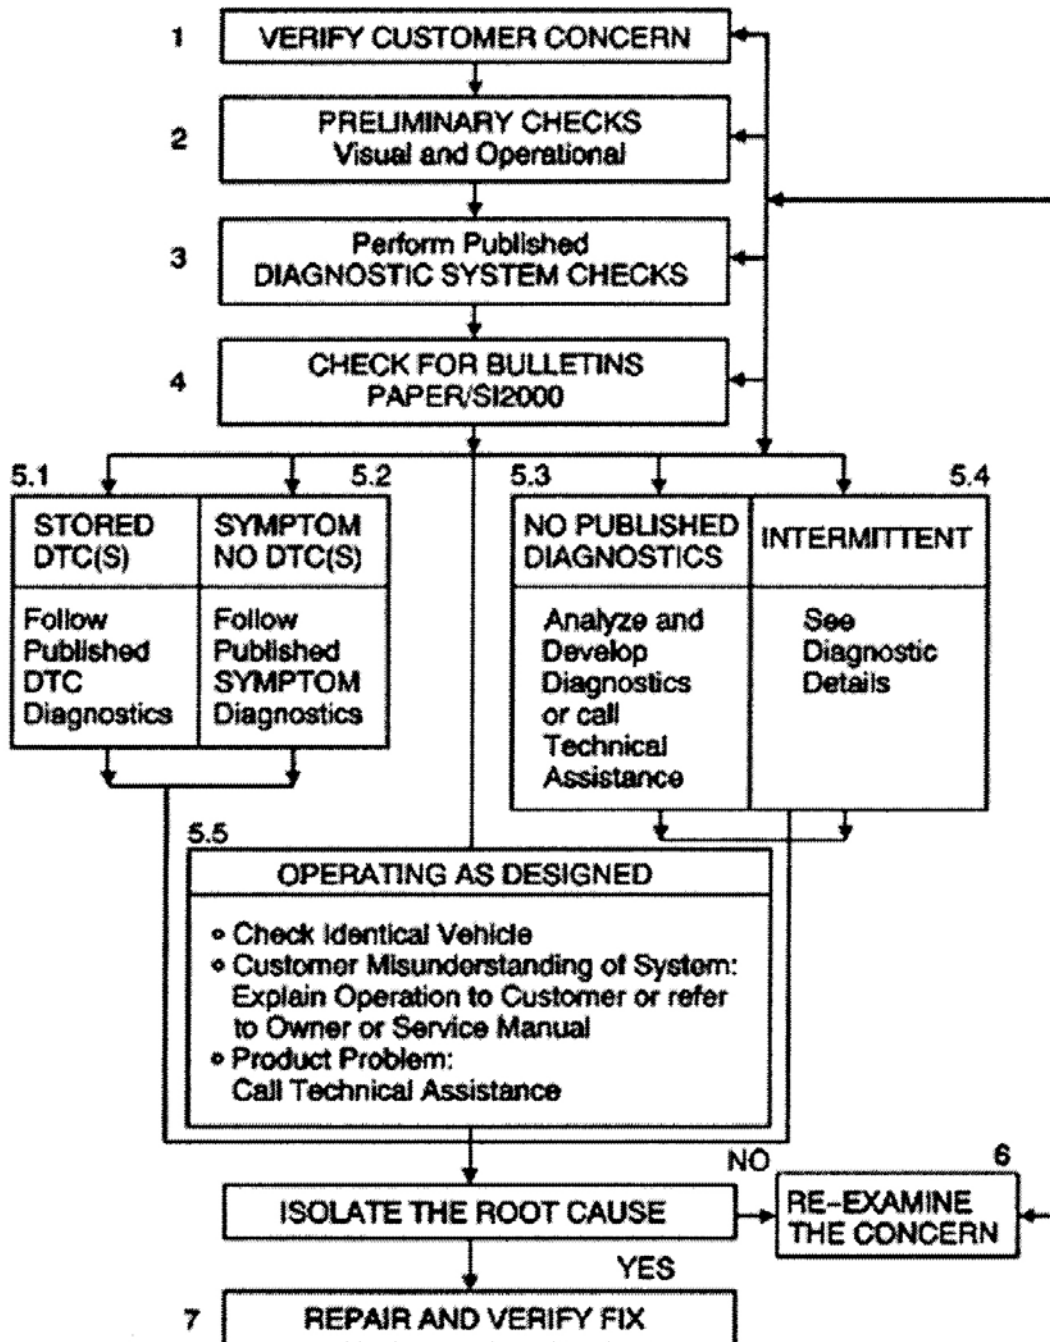 1
VERIFY CUSTOMER CONCERN
2
PRELIMINARY CHECKS
Visual and Operational
3
Perform Published
DIAGNOSTIC SYSTEM CHECKS
4
CHECK FOR BULLETINS
PAPER/SI2000
5.1
STORED
DTC(S)
Follow
Published
DTC
Diagnostics
5.2
SYMPTOM
NO DTC(S)
Follow
Published
SYMPTOM
Diagnostics
5.3
NO PUBLISHED
DIAGNOSTICS
Analyze and
Develop
Diagnostics
or call
Technical
Assistance
5.4
INTERMITTENT
See
Diagnostic
Details
5.5
OPERATING AS DESIGNED
• Check Identical Vehicle
• Customer Misunderstanding of System:
Explain Operation to Customer or refer
to Owner or Service Manual
• Product Problem:
Call Technical Assistance
ISOLATE THE ROOT CAUSE
NO
6
RE-EXAMINE
THE CONCERN
YES
7
REPAIR AND VERIFY FIX